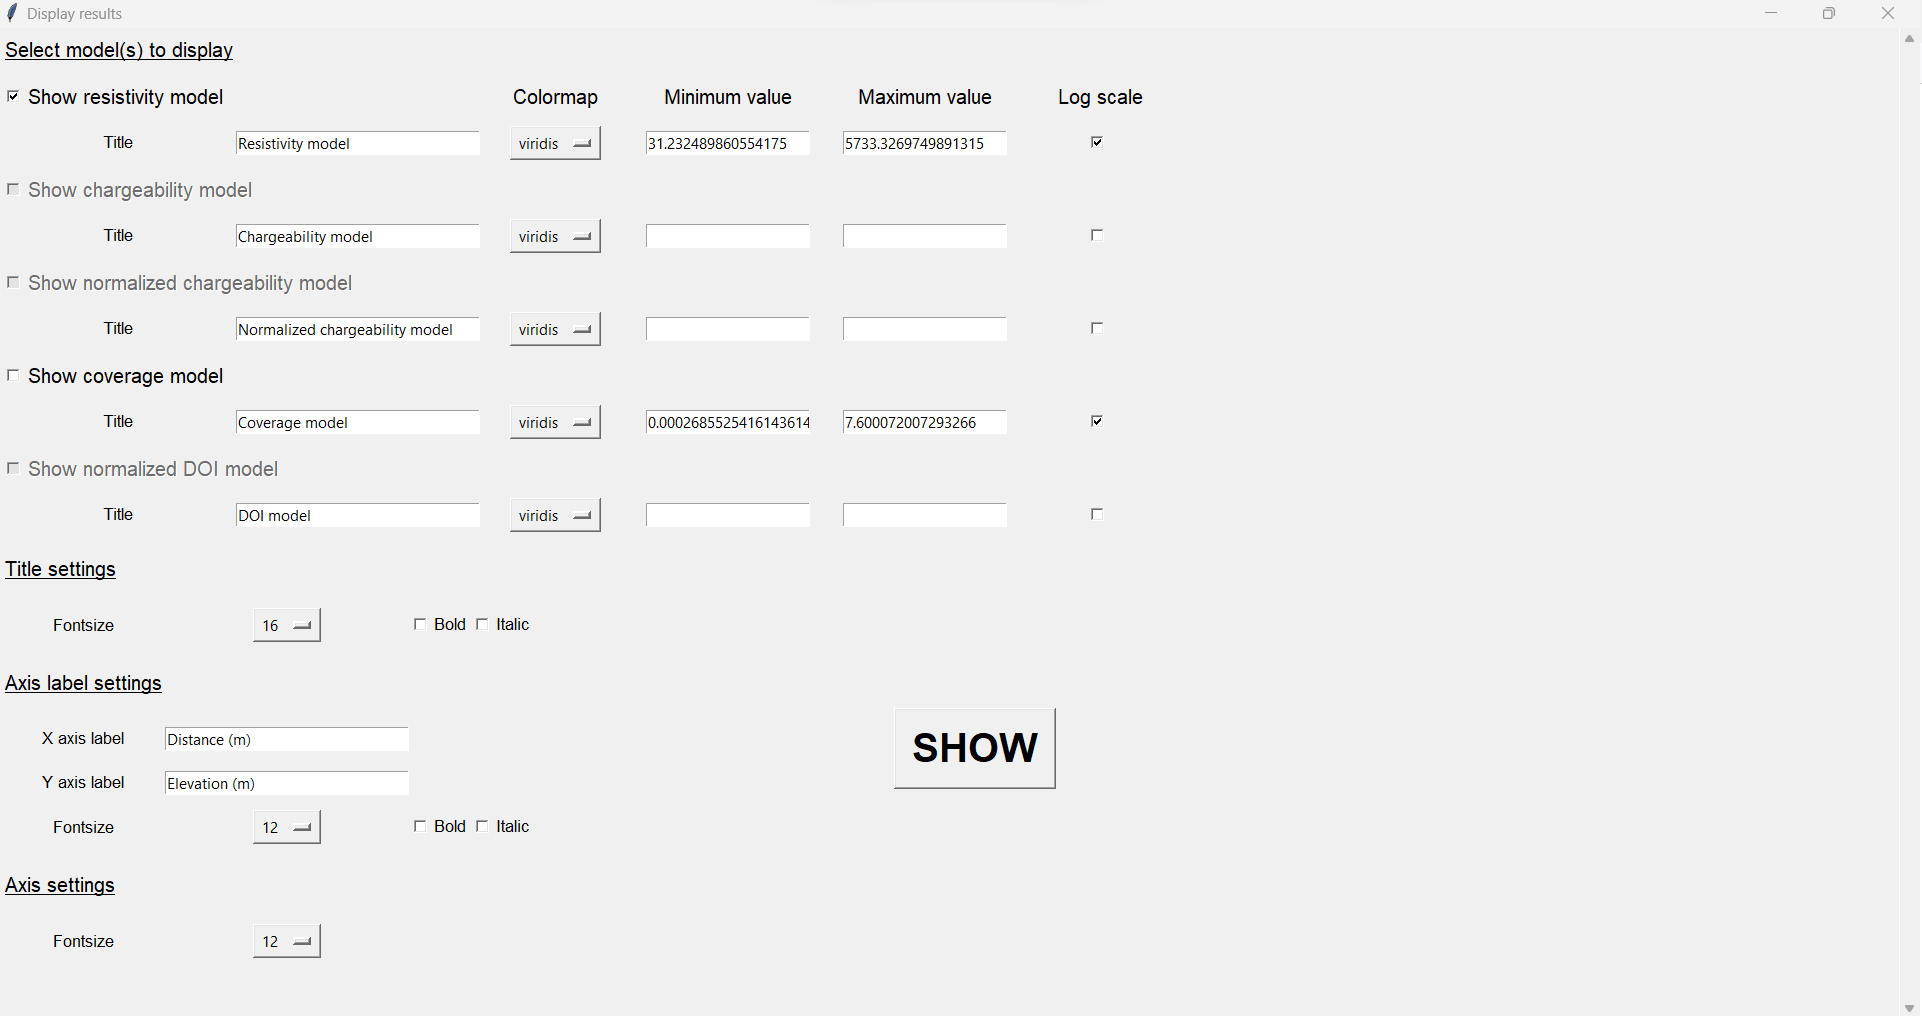 Display results
Select model(s) to display
Show resistivity model Colormap Minimum value Maximum value Log scale
Title Resistivity model viridis 31.232489860554175 5733.3269749891315
Show chargeability model
Title Chargeability model viridis
Show normalized chargeability model
Title Normalized chargeability model viridis
Show coverage model
Title Coverage model viridis 0.0002685525416143614 7.600072007293266
Show normalized DOI model
Title DOI model viridis
Title settings
Fontsize 16 Bold Italic
Axis label settings
X axis label Distance (m)
SHOW
Y axis label Elevation (m)
Fontsize 12 Bold Italic
Axis settings
Fontsize 12